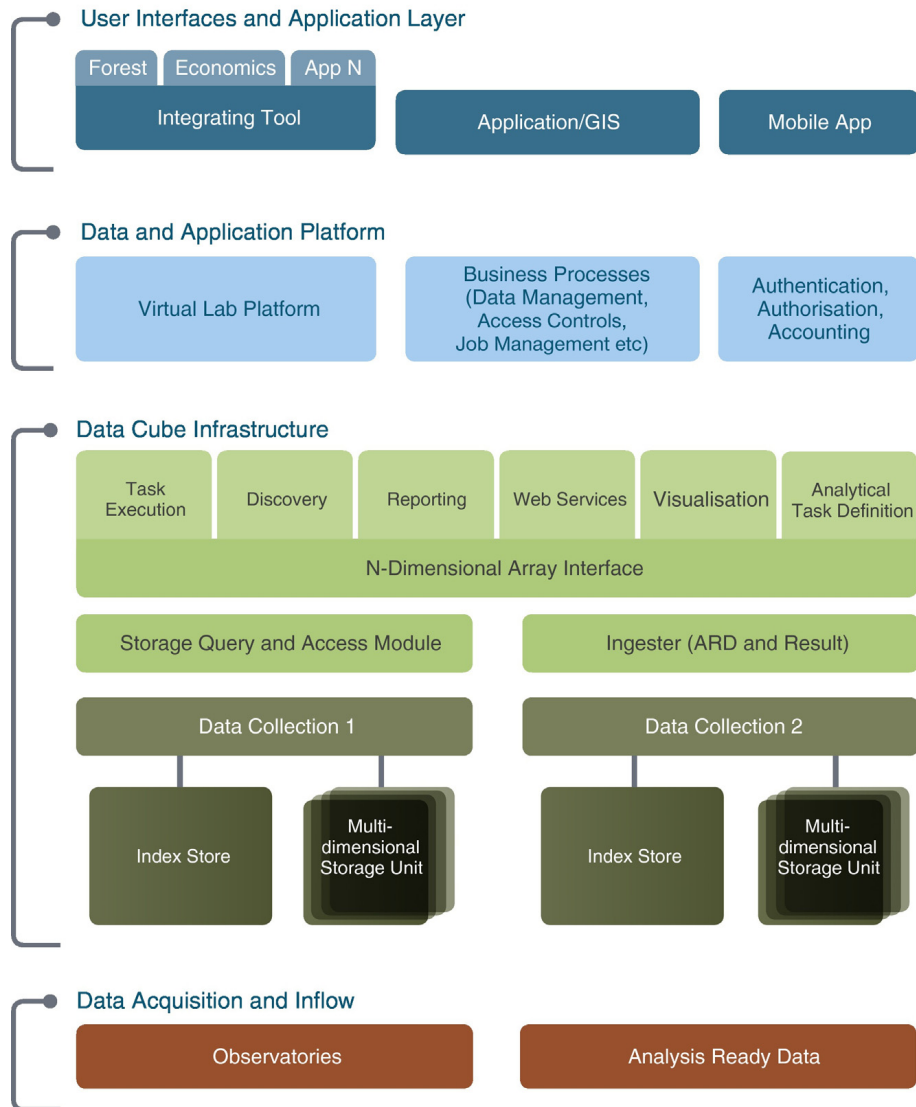 User Interfaces and Application Layer
Forest
Economics
App N
Integrating Tool
Application/GIS
Mobile App
Data and Application Platform
Virtual Lab Platform
Business Processes
(Data Management,
Access Controls,
Job Management etc)
Authentication,
Authorisation,
Accounting
Data Cube Infrastructure
Task
Execution
Discovery
Reporting
Web Services
Visualisation
Analytical
Task Definition
N-Dimensional Array Interface
Storage Query and Access Module
Ingester (ARD and Result)
Data Collection 1
Data Collection 2
Index Store
Multi-
dimensional
Storage Unit
Index Store
Multi-
dimensional
Storage Unit
Data Acquisition and Inflow
Observatories
Analysis Ready Data